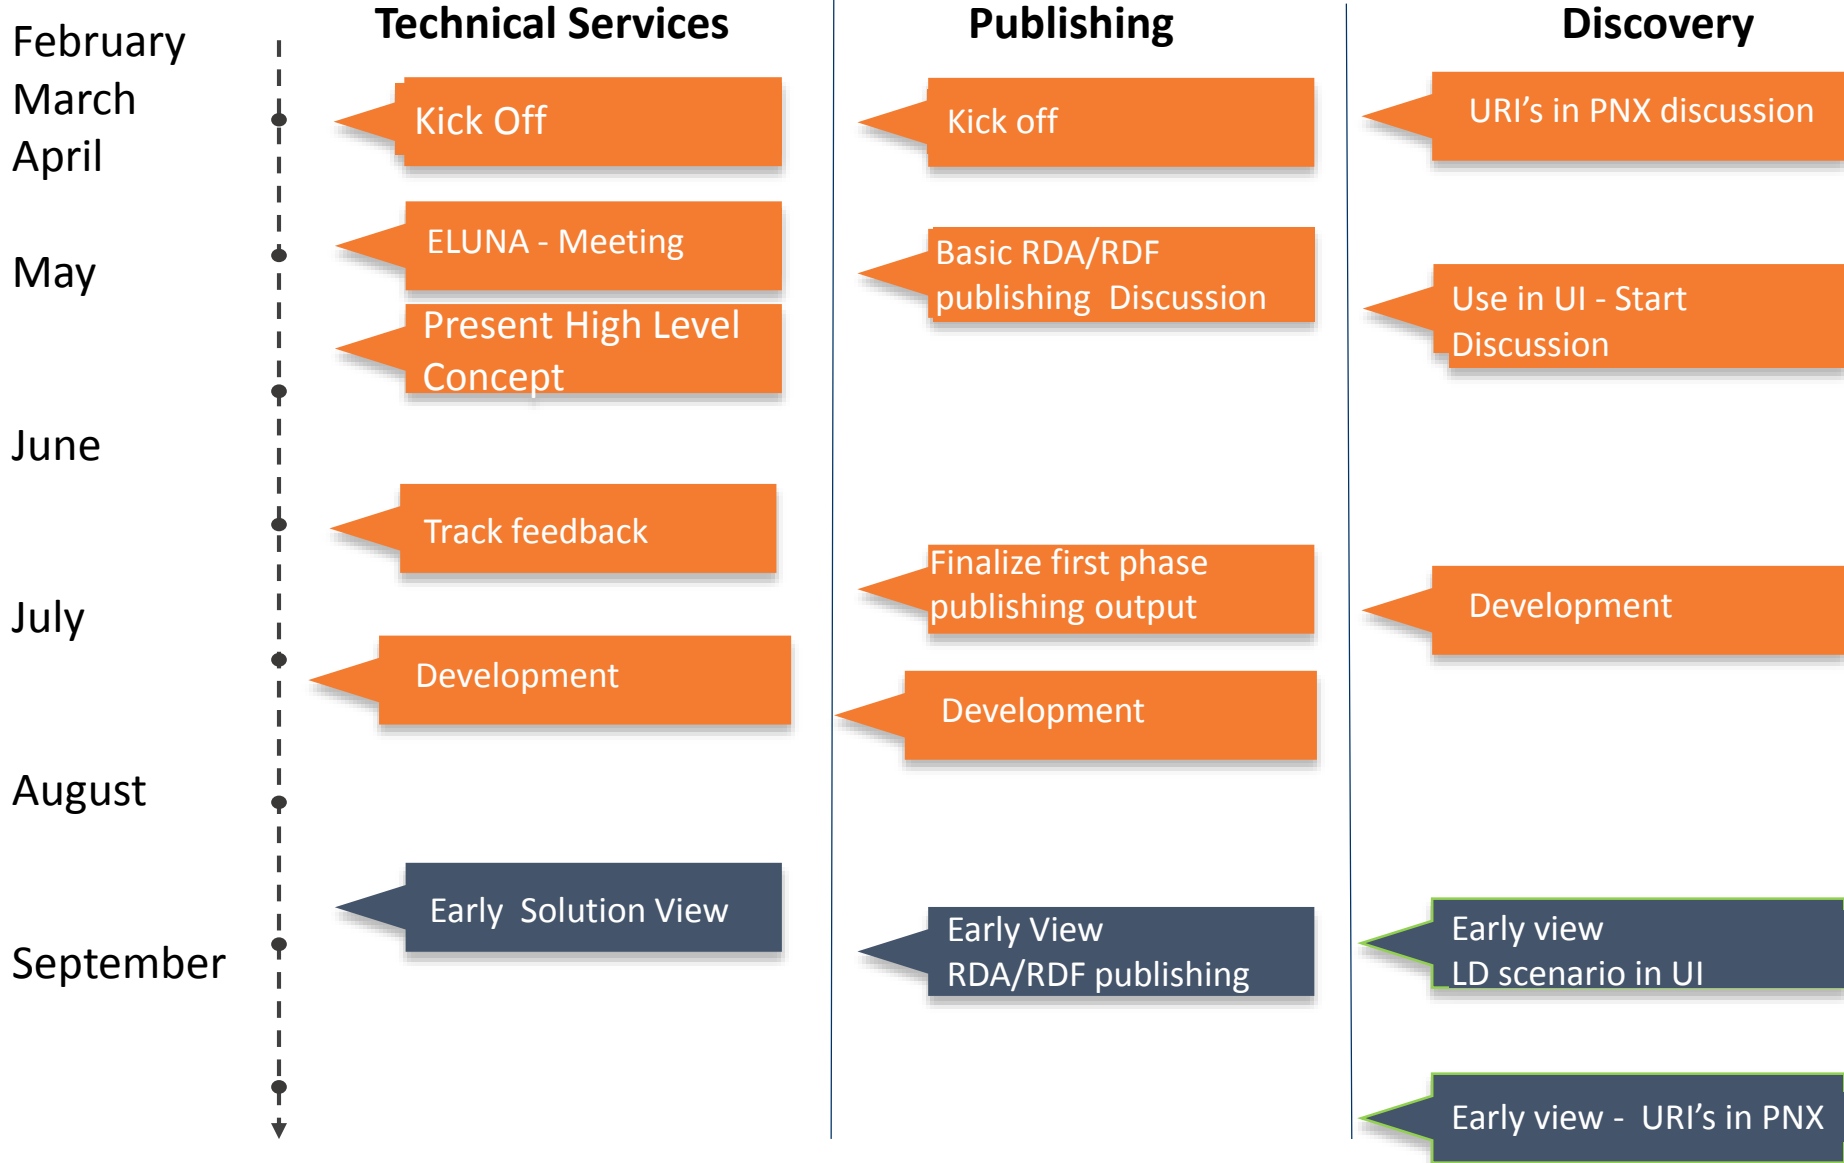 Technical Services
Publishing
Discovery
February
March
April
May
June
July
August
September
Kick Off
ELUNA - Meeting
Present High Level
Concept
Track feedback
Development
Early  Solution View
Kick off
Basic RDA/RDF
publishing  Discussion
Finalize first phase
publishing output
Development
Early View
RDA/RDF publishing
URI’s in PNX discussion
Use in UI - Start
Discussion
Development
Early view
LD scenario in UI
Early view -  URI’s in PNX